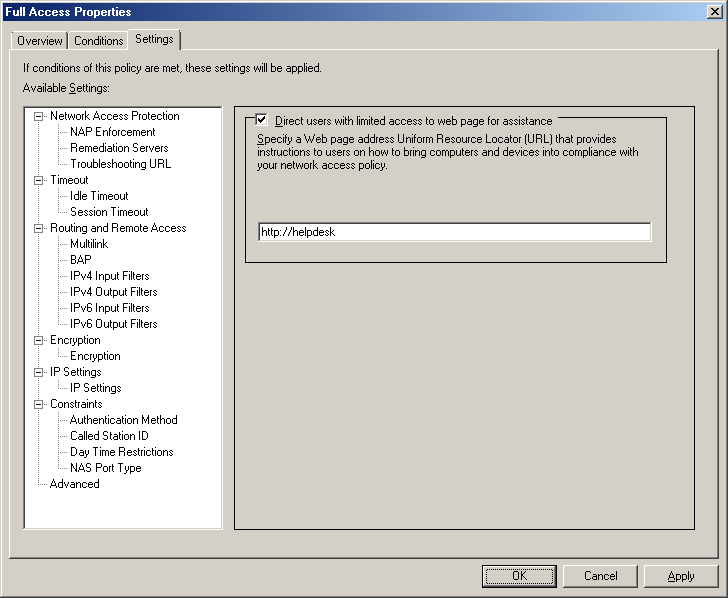 Full Access Properties
Overview
Conditions
Settings
If conditions of this policy are met, these settings will be applied.
Available Settings:
Network Access Protection
NAP Enforcement
Remediation Servers
Troubleshooting URL
Timeout
Idle Timeout
Session Timeout
Routing and Remote Access
Multilink
BAP
IPv4 Input Filters
IPv4 Output Filters
IPv6 Input Filters
IPv6 Output Filters
Encryption
Encryption
IP Settings
IP Settings
Constraints
Authentication Method
Called Station ID
Day Time Restrictions
NAS Port Type
Advanced
Direct users with limited access to web page for assistance
Specify a Web page address Uniform Resource Locator (URL) that provides
instructions to users on how to bring computers and devices into compliance with
your network access policy.
http://helpdesk
OK
Cancel
Apply